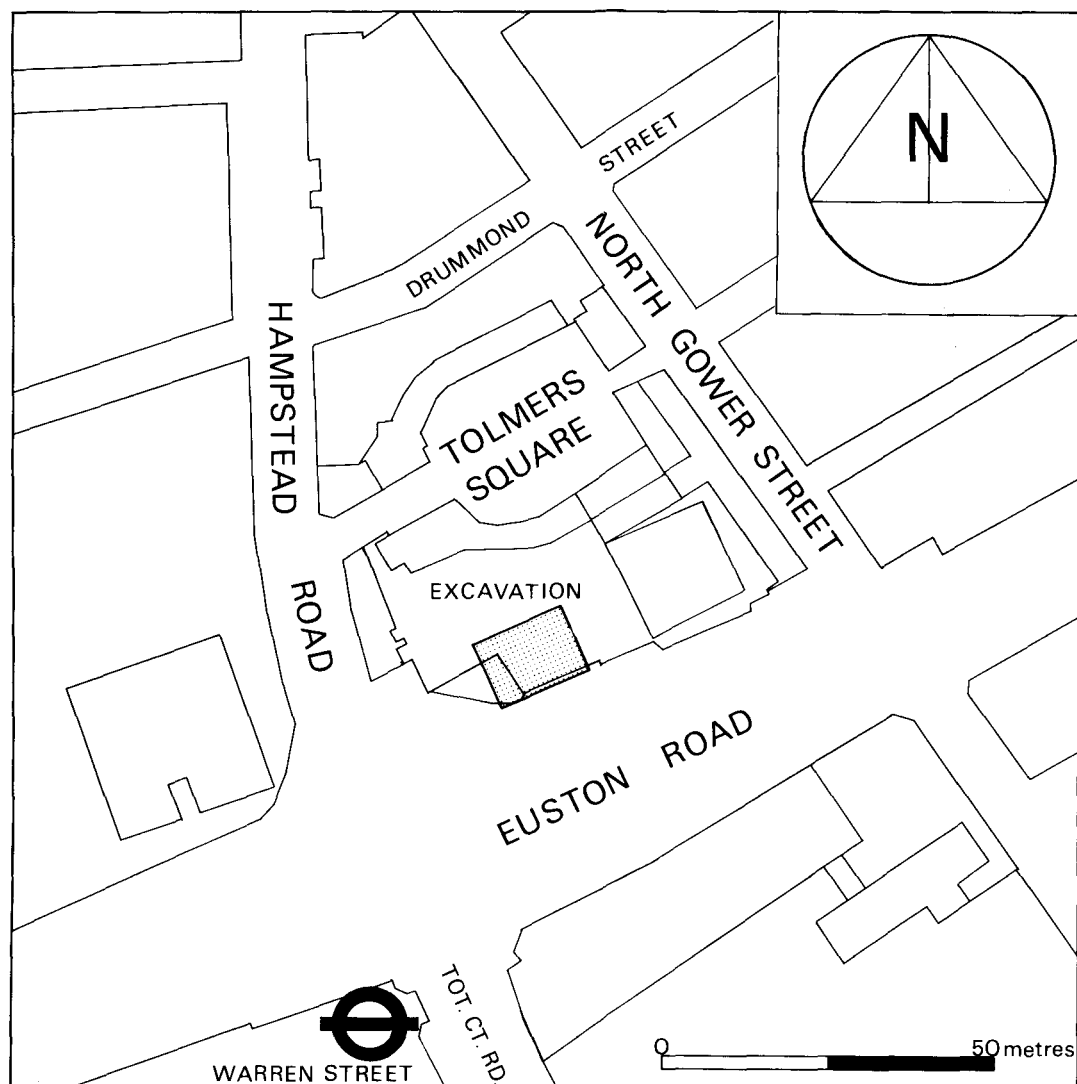 STREET
N
DRUMMOND
NORTH GOWER STREET
HAMPSTEAD
ROAD
TOLMERS
SQUARE
EXCAVATION
EUSTON ROAD
TOT. CT. RD.
WARREN STREET
0 50 metres